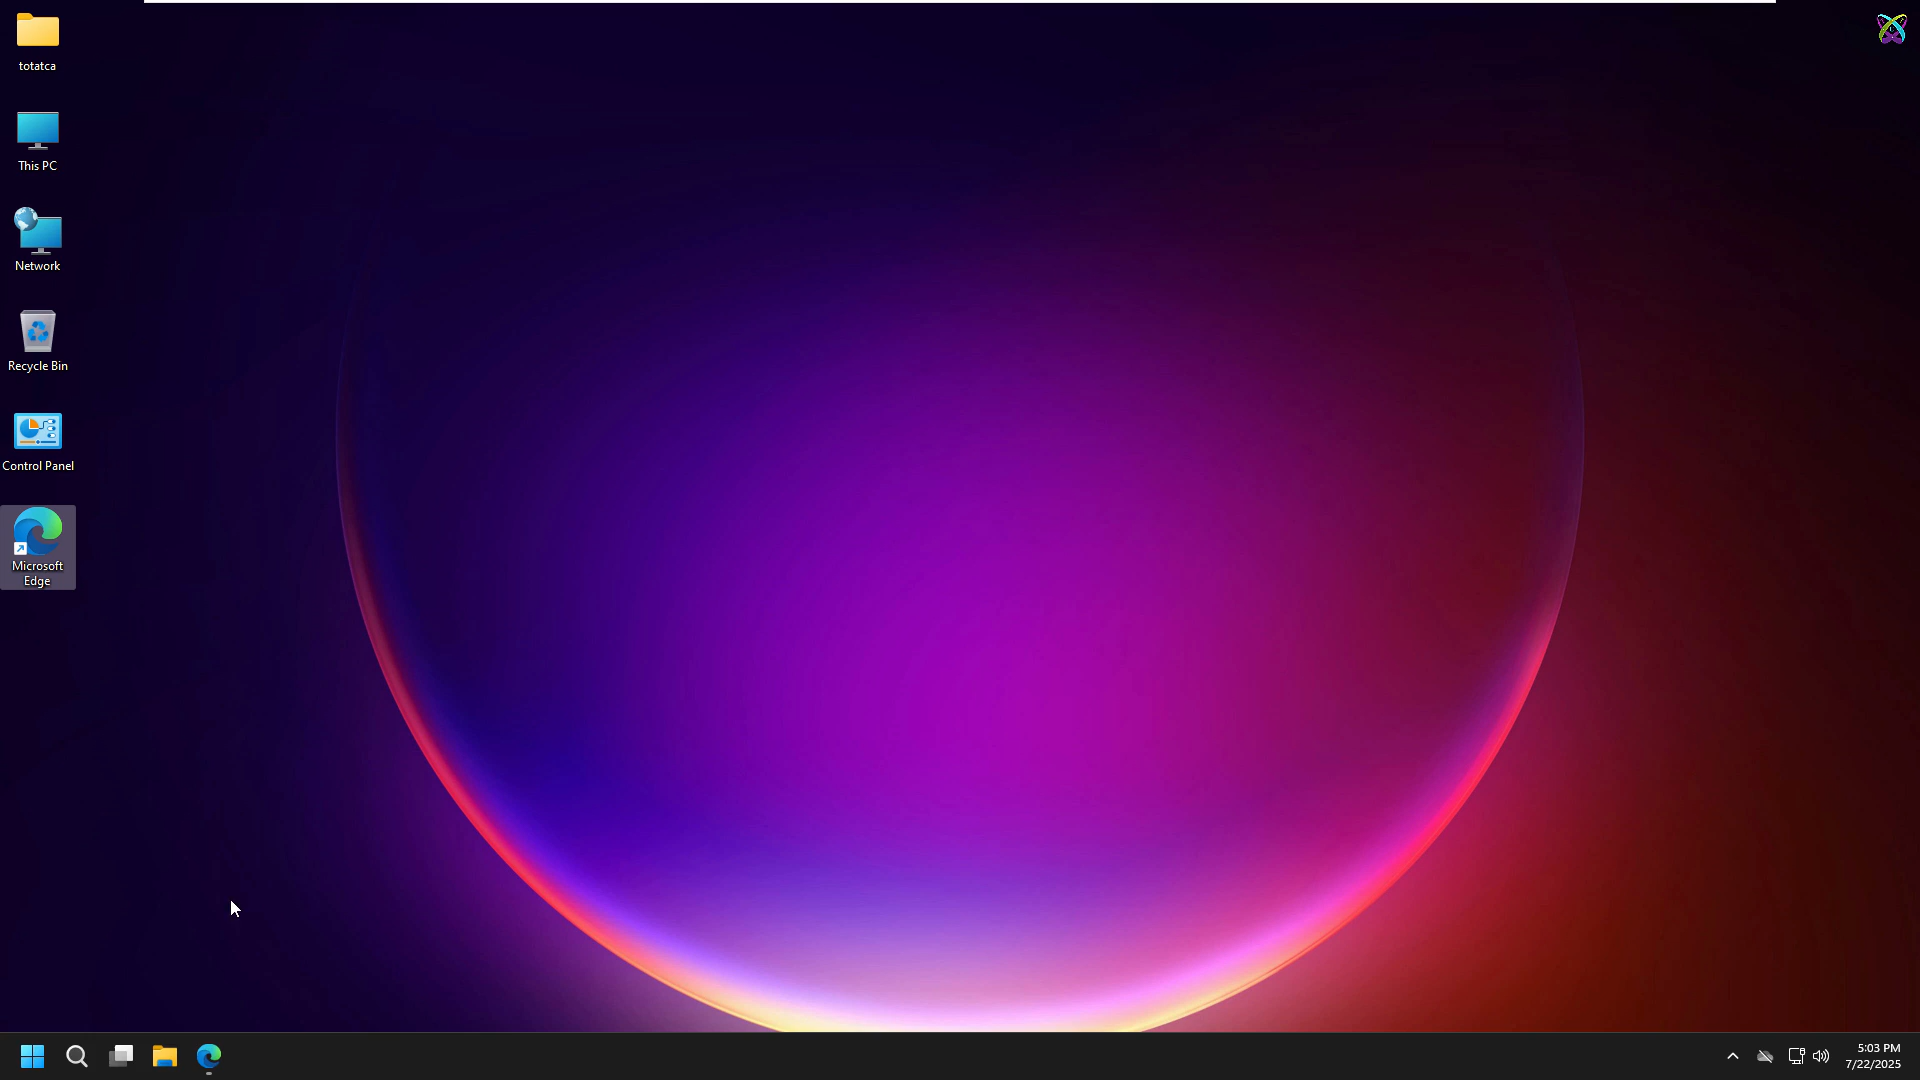 totatca
This PC
Network
Recycle Bin
Control Panel
Microsoft
Edge
5:03 PM
7/22/2025